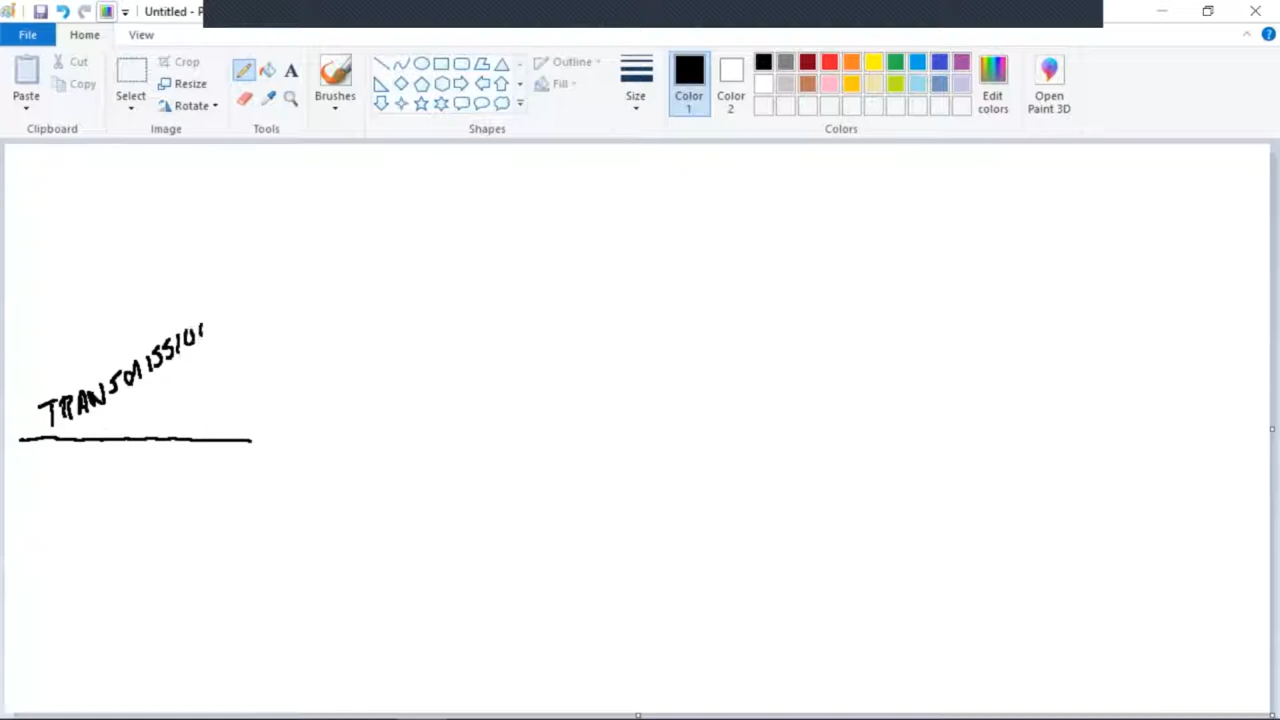 Untitled - P
File
Home
View
Paste
Cut
Copy
Clipboard
Select
Crop
Resize
Rotate
Image
A
Tools
Brushes
Shapes
Outline
Fill
Size
Color 1
Color 2
Edit colors
Colors
Open Paint 3D
TRANSMISSIO